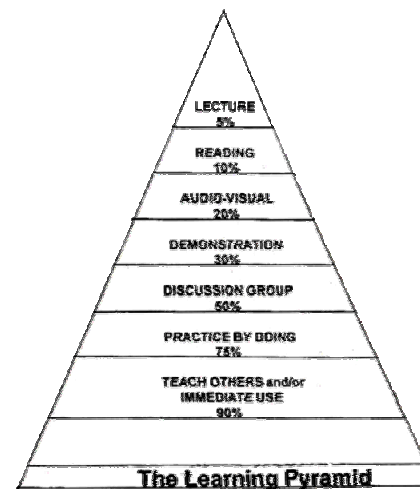 LECTURE
5%
READING
10%
AUDIO-VISUAL
20%
DEMONSTRATION
30%
DISCUSSION GROUP
50%
PRACTICE BY DOING
75%
TEACH OTHERS and/or
IMMEDIATE USE
90%
The Learning Pyramid